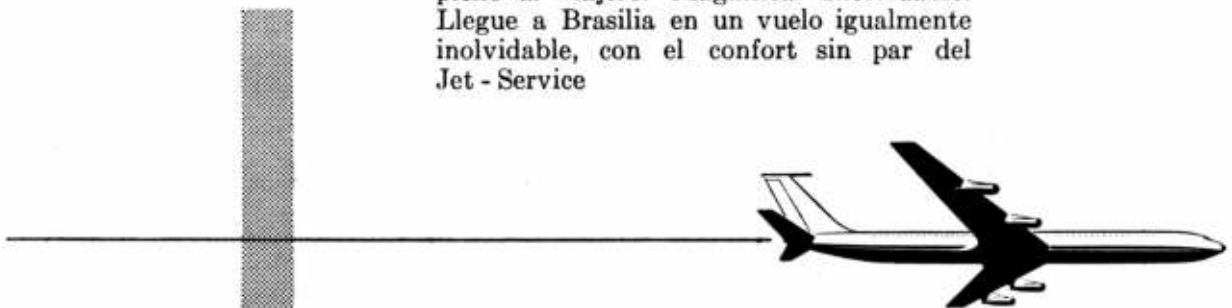 Llegue a Brasilia en un vuelo igualmente
inolvidable, con el confort sin par del
Jet - Service